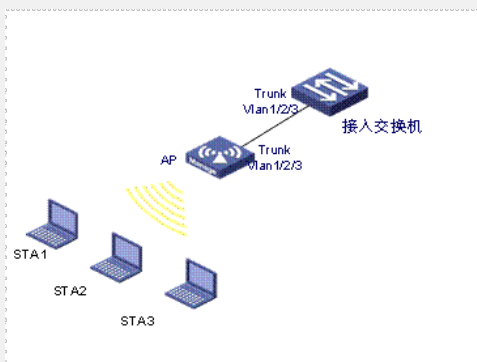 Trunk
Vlan1/2/3
接入交换机
AP
Trunk
Vlan1/2/3
STA1
STA2
STA3